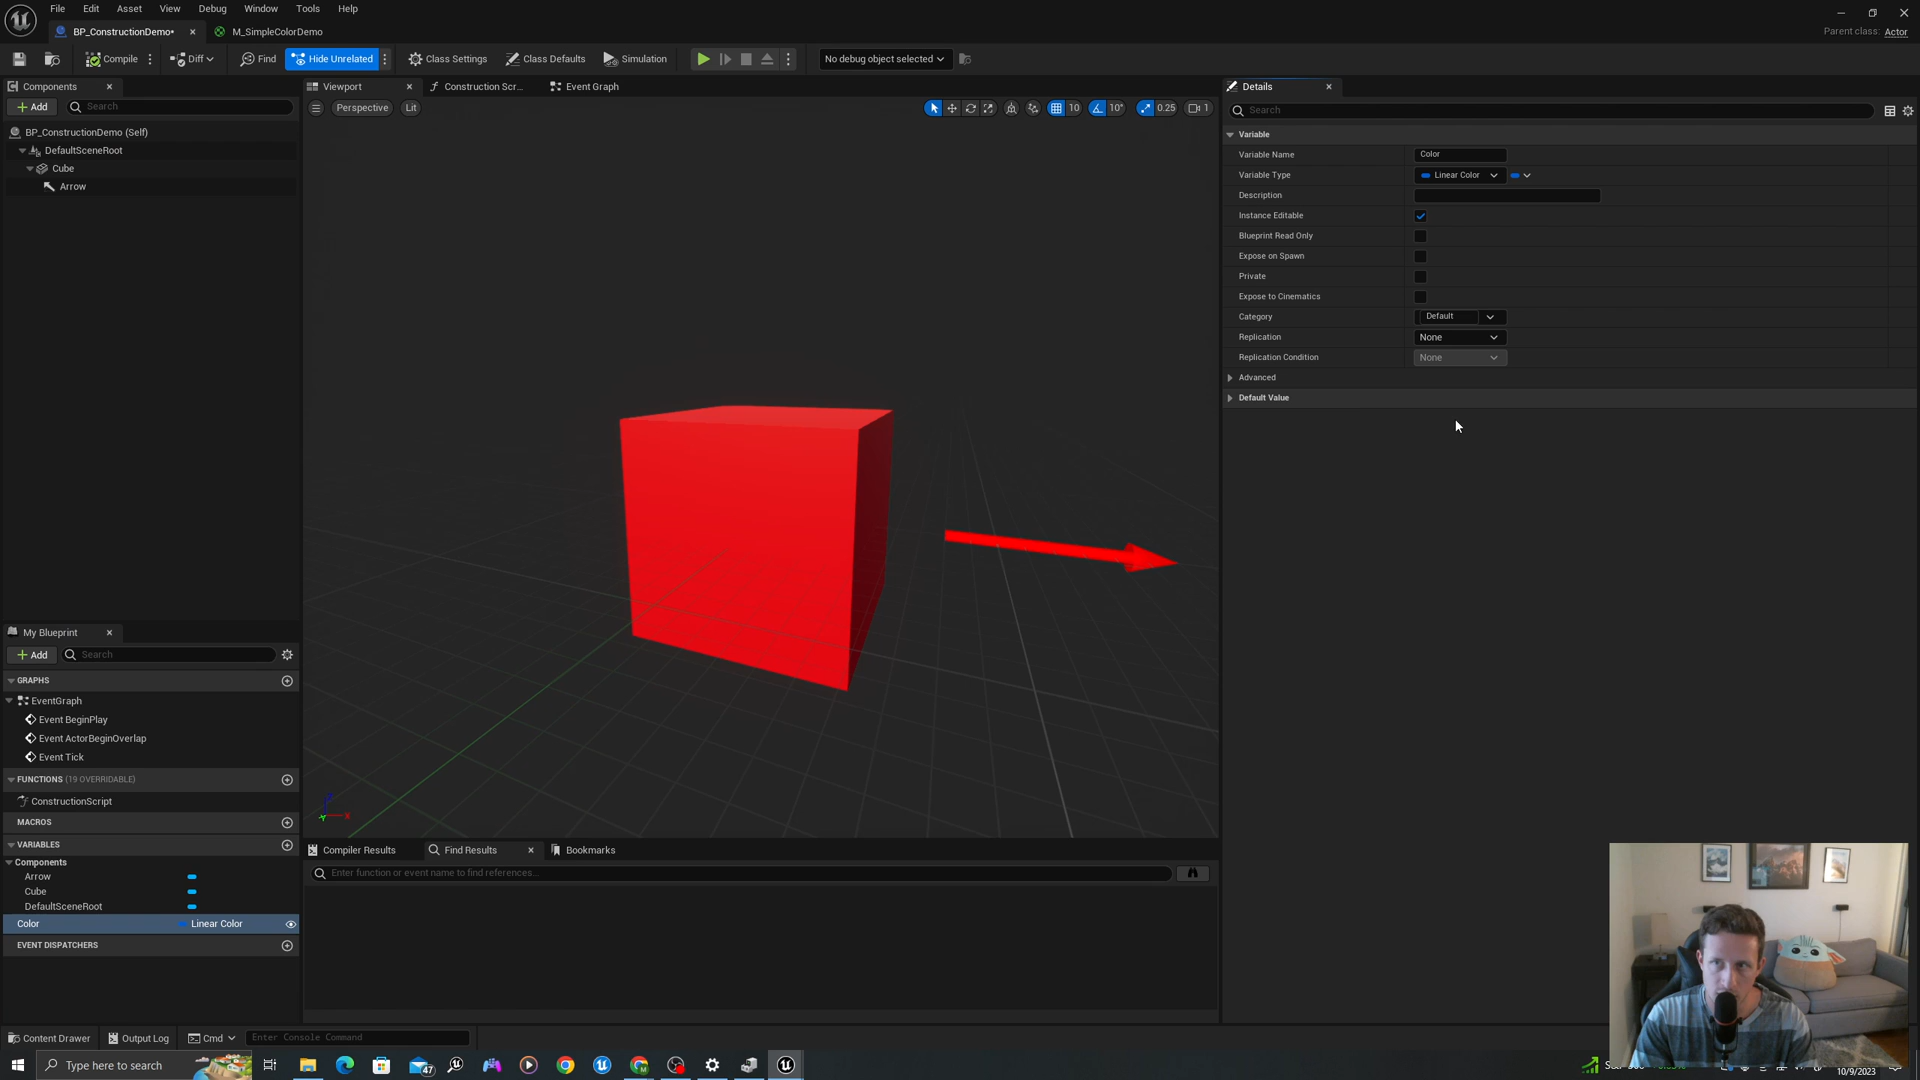 File Edit Asset View Debug Window Tools Help
BP_ConstructionDemo* M_SimpleColorDemo
Parent class: Actor
Compile Diff Find Hide Unrelated Class Settings Class Defaults Simulation No debug object selected
Components
Add Search
BP_ConstructionDemo (Self)
DefaultSceneRoot
Cube
Arrow
Viewport Construction Scr... Event Graph
Perspective Lit 10 10° 0.25 1
Details
Search
Variable
Variable Name Color
Variable Type Linear Color
Description
Instance Editable
Blueprint Read Only
Expose on Spawn
Private
Expose to Cinematics
Category Default
Replication None
Replication Condition None
Advanced
Default Value
My Blueprint
Add Search
GRAPHS
EventGraph
Event BeginPlay
Event ActorBeginOverlap
Event Tick
FUNCTIONS (19 OVERRIDABLE)
ConstructionScript
MACROS
VARIABLES
Components
Arrow
Cube
DefaultSceneRoot
Color Linear Color
EVENT DISPATCHERS
Compiler Results Find Results Bookmarks
Enter function or event name to find references...
Content Drawer Output Log Cmd Enter Console Command
Type here to search
47
10/9/2023